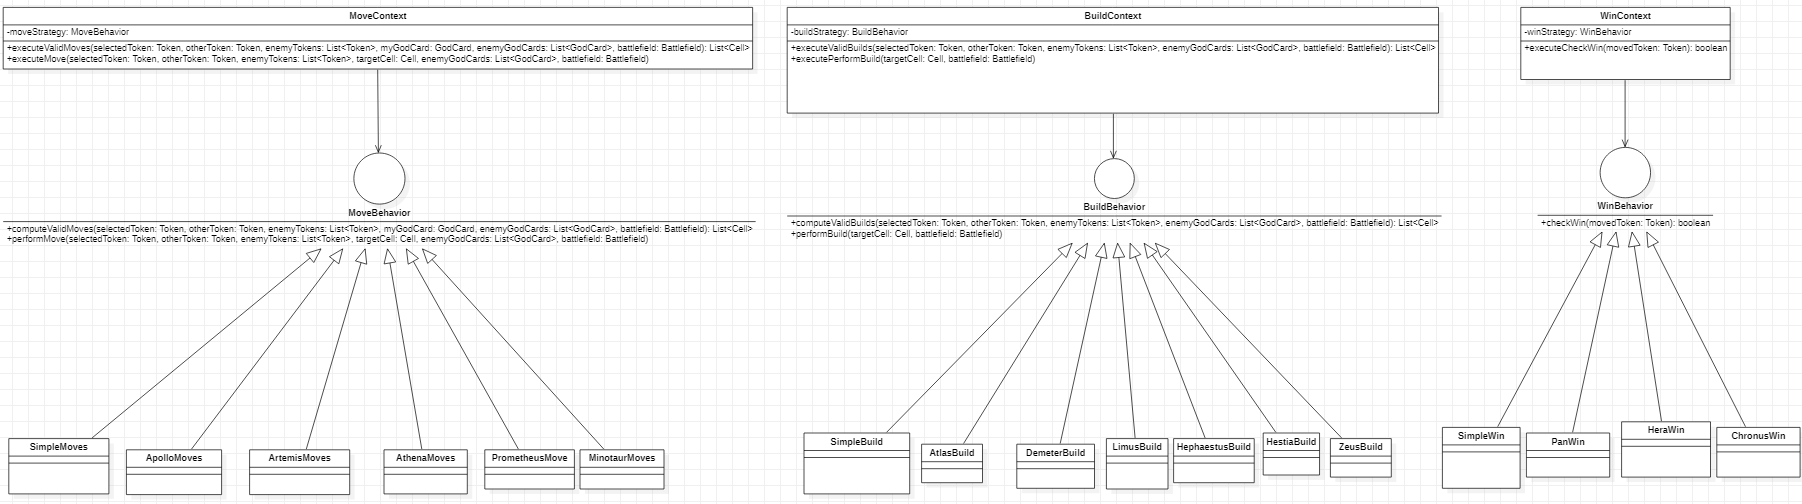 MoveContext
-moveStrategy: MoveBehavior
+executeValidMoves(selectedToken: Token, otherToken: Token, enemyTokens: List<Token>, myGodCard: GodCard, enemyGodCards: List<GodCard>, battlefield: Battlefield): List<Cell>
+executeMove(selectedToken: Token, otherToken: Token, enemyTokens: List<Token>, targetCell: Cell, enemyGodCards: List<GodCard>, battlefield: Battlefield)
MoveBehavior
+computeValidMoves(selectedToken: Token, otherToken: Token, enemyTokens: List<Token>, myGodCard: GodCard, enemyGodCards: List<GodCard>, battlefield: Battlefield): List<Cell>
+performMove(selectedToken: Token, otherToken: Token, enemyTokens: List<Token>, targetCell: Cell, enemyGodCards: List<GodCard>, battlefield: Battlefield)
SimpleMoves
ApolloMoves
ArtemisMoves
AthenaMoves
PrometheusMove
MinotaurMoves
BuildContext
-buildStrategy: BuildBehavior
+executeValidBuilds(selectedToken: Token, otherToken: Token, enemyTokens: List<Token>, enemyGodCards: List<GodCard>, battlefield: Battlefield): List<Cell>
+executePerformBuild(targetCell: Cell, battlefield: Battlefield)
BuildBehavior
+computeValidBuilds(selectedToken: Token, otherToken: Token, enemyTokens: List<Token>, enemyGodCards: List<GodCard>, battlefield: Battlefield): List<Cell>
+performBuild(targetCell: Cell, battlefield: Battlefield)
SimpleBuild
AtlasBuild
DemeterBuild
LimusBuild
HephaestusBuild
HestiaBuild
ZeusBuild
WinContext
-winStrategy: WinBehavior
+executeCheckWin(movedToken: Token): boolean
WinBehavior
+checkWin(movedToken: Token): boolean
SimpleWin
PanWin
HeraWin
ChronusWin